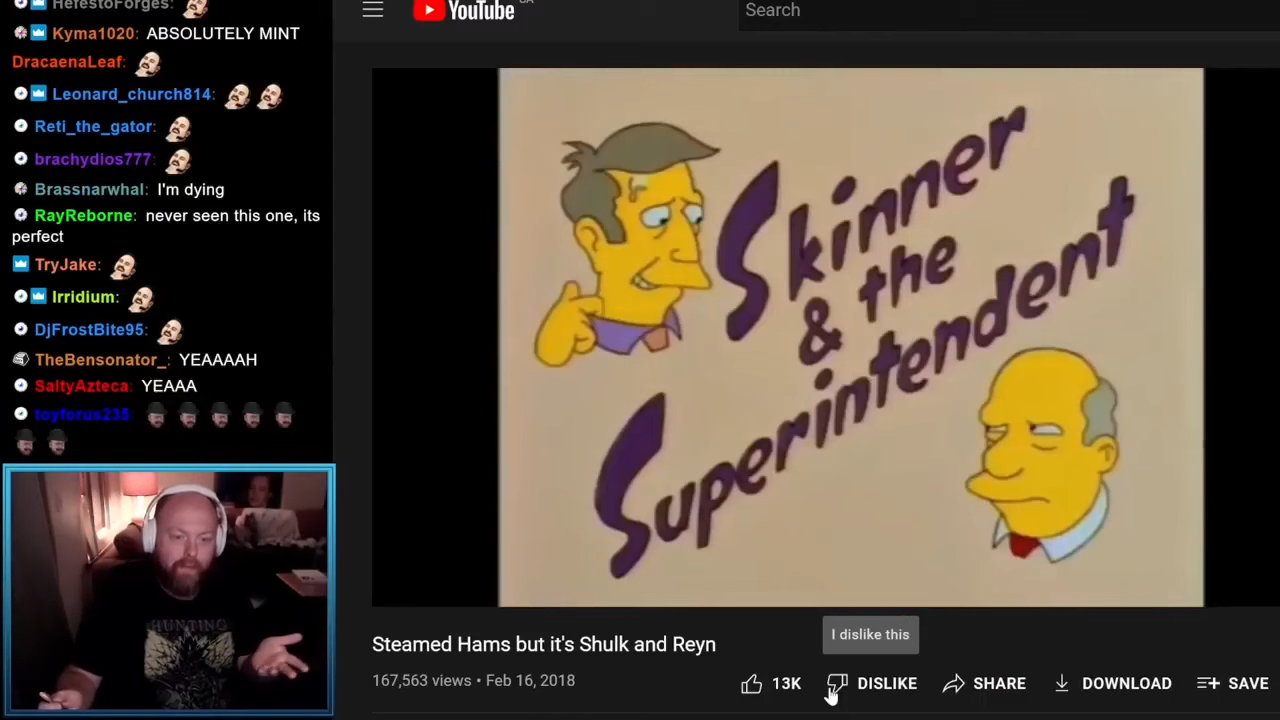 HefestoForges:
Kyma1020: ABSOLUTELY MINT
DracaenaLeaf:
Leonard_church814:
Reti_the_gator:
brachydios777:
Brassnarwhal: I'm dying
RayReborne: never seen this one, its
perfect
TryJake:
Irridium:
DjFrostBite95:
TheBensonator_: YEAAAAH
SaltyAzteca: YEAAA
toyforus235:
HUNTING
YouTube
Search
Skinner
& the
Superintendent
Steamed Hams but it's Shulk and Reyn
I dislike this
167,563 views • Feb 16, 2018
13K DISLIKE SHARE DOWNLOAD SAVE